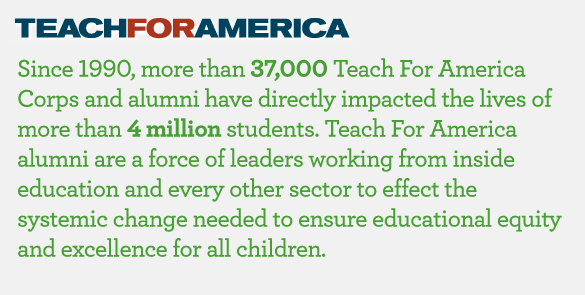 TEACHFORAMERICA
Since 1990, more than 37,000 Teach For America
Corps and alumni have directly impacted the lives of
more than 4 million students. Teach For America
alumni are a force of leaders working from inside
education and every other sector to effect the
systemic change needed to ensure educational equity
and excellence for all children.